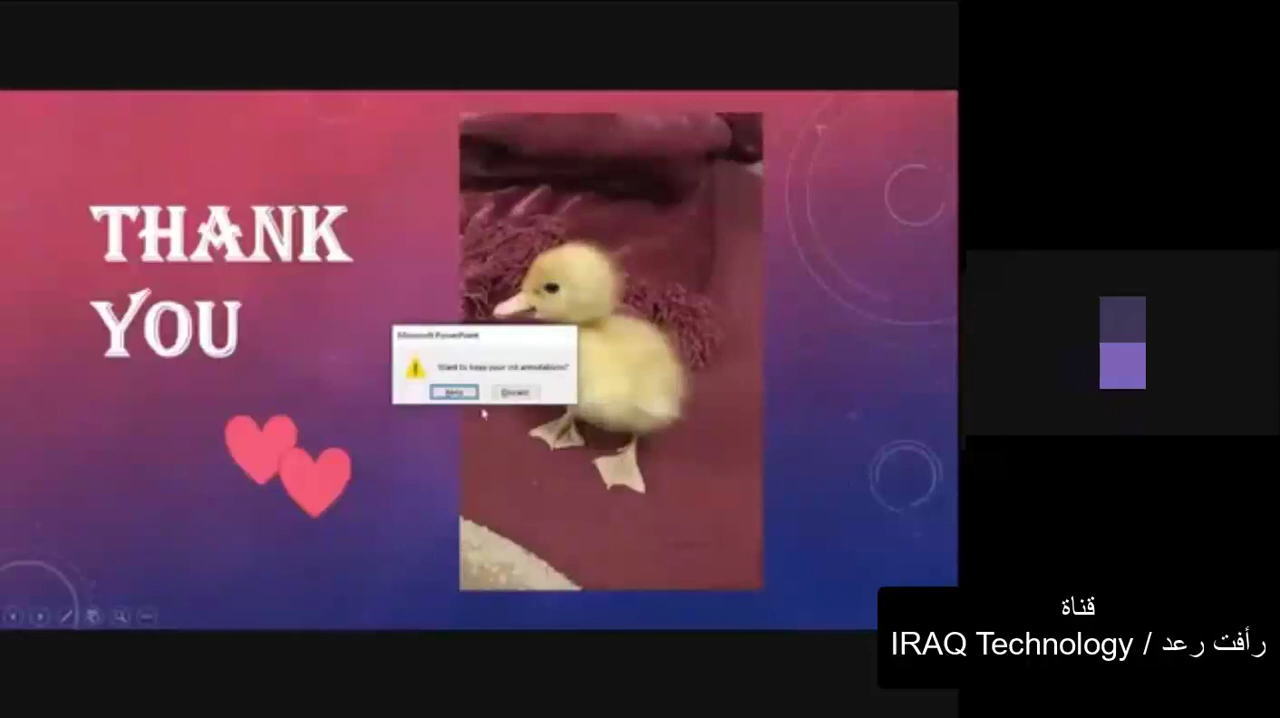 THANK
YOU
Microsoft PowerPoint
Want to keep your ink annotations?
Keep
Discard
قناة
رأفت رعد / IRAQ Technology